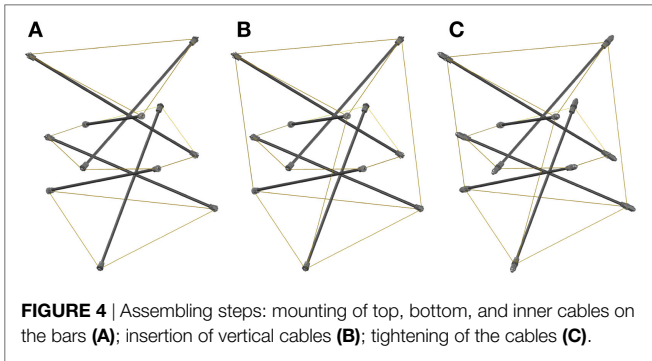 A B C
FIGURE 4 | Assembling steps: mounting of top, bottom, and inner cables on
the bars (A); insertion of vertical cables (B); tightening of the cables (C).